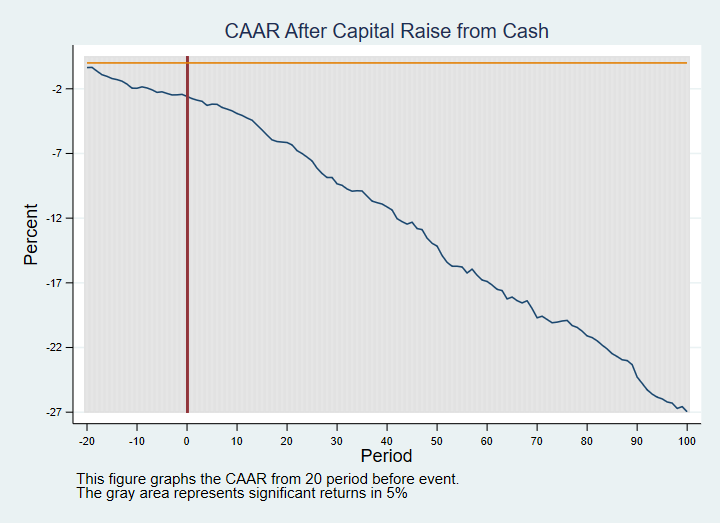 CAAR After Capital Raise from Cash
Percent
-2
-7
-12
-17
-22
-27
-20 -10 0 10 20 30 40 50 60 70 80 90 100
Period
This figure graphs the CAAR from 20 period before event.
The gray area represents significant returns in 5%